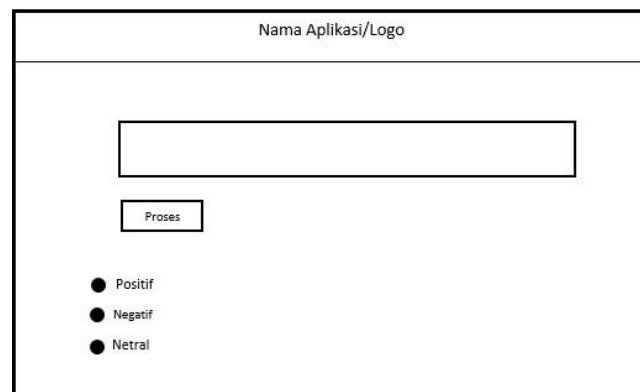 Nama Aplikasi/Logo
Proses
Positif
Negatif
Netral